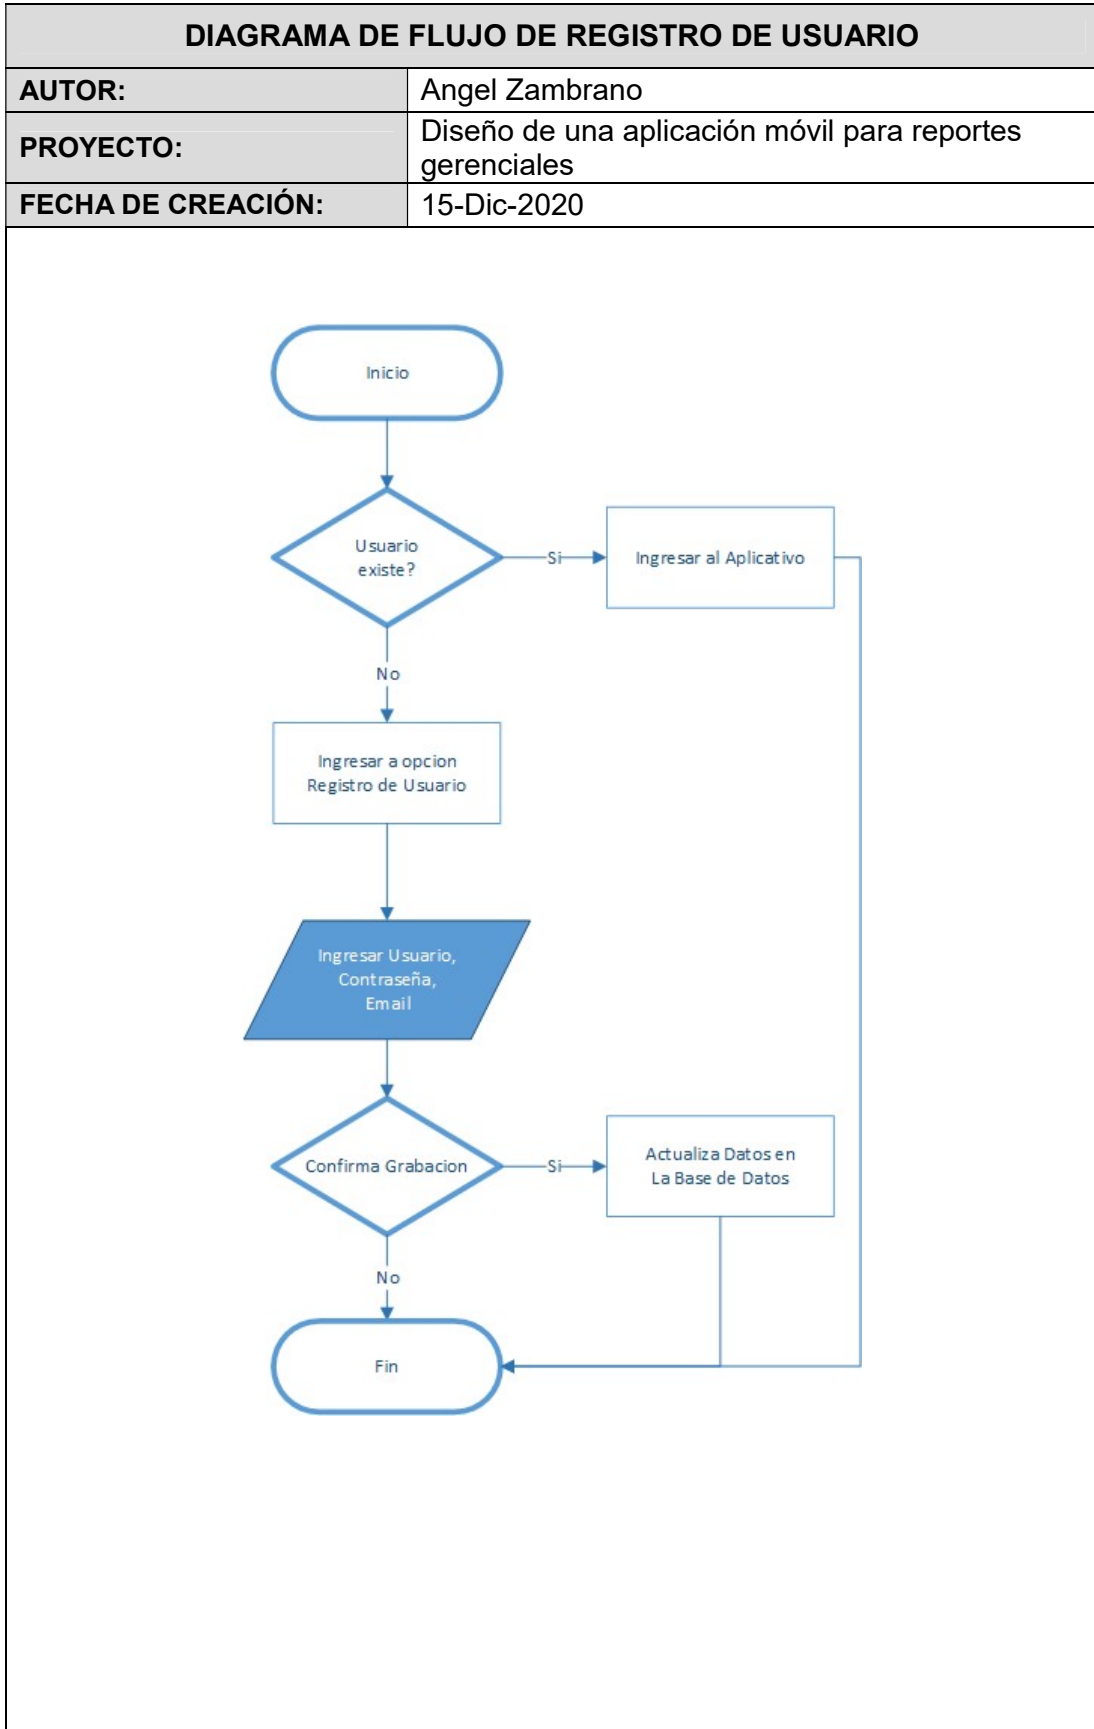 DIAGRAMA DE FLUJO DE REGISTRO DE USUARIO
AUTOR:
Angel Zambrano
PROYECTO:
Diseño de una aplicación móvil para reportes
gerenciales
FECHA DE CREACIÓN:
15-Dic-2020
Inicio
Usuario
existe?
Si
Ingresar al Aplicativo
No
Ingresar a opcion
Registro de Usuario
Ingresar Usuario,
Contraseña,
Email
Confirma Grabacion
Si
Actualiza Datos en
La Base de Datos
No
Fin